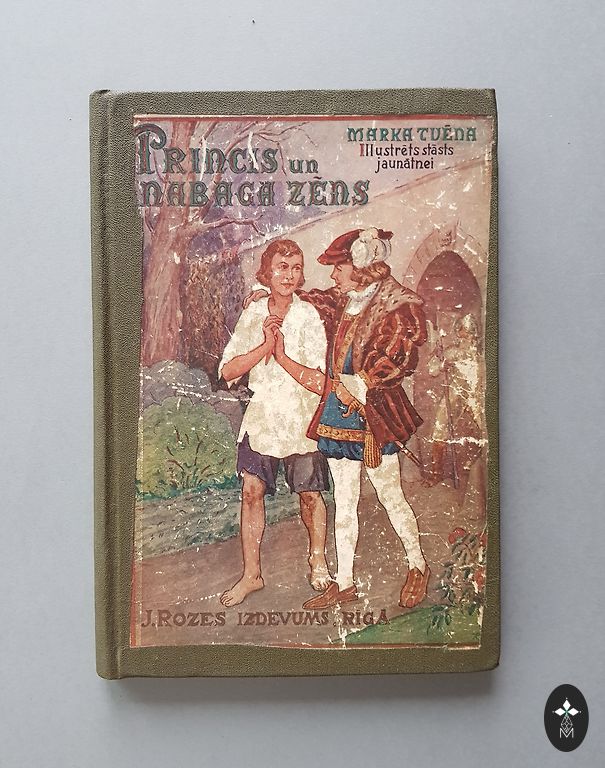 PRINCIS un
NABAGA ZĒNS
MARKA TVĒNA
Illustrēts stāsts
jaunātnei
J. ROZES IZDEVUMS, RĪGĀ
M